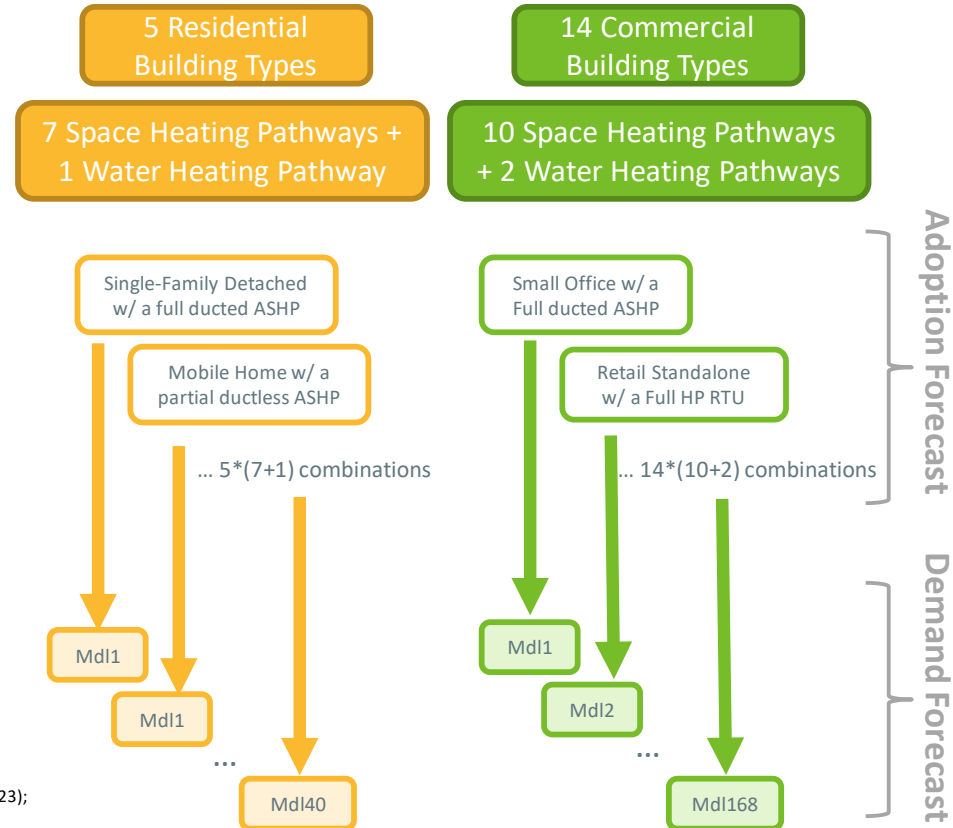 5 Residential
Building Types
14 Commercial
Building Types
7 Space Heating Pathways +
1 Water Heating Pathway
10 Space Heating Pathways
+ 2 Water Heating Pathways
Adoption Forecast
Single-Family Detached
w/ a full ducted ASHP
Small Office w/ a
Full ducted ASHP
Mobile Home w/ a
partial ductless ASHP
Retail Standalone
w/ a Full HP RTU
... 5*(7+1) combinations
... 14*(10+2) combinations
Demand Forecast
Mdl1
Mdl1
Mdl1
Mdl2
...
...
23);
Mdl40
Mdl168